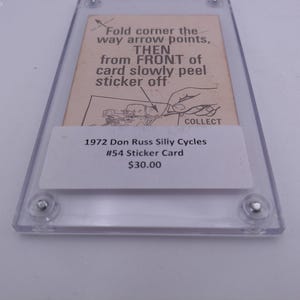 Fold corner the
way arrow points,
THEN
from FRONT of
card slowly peel
sticker off
COLLECT
1972 Don Russ Silly Cycles
#54 Sticker Card
$30.00